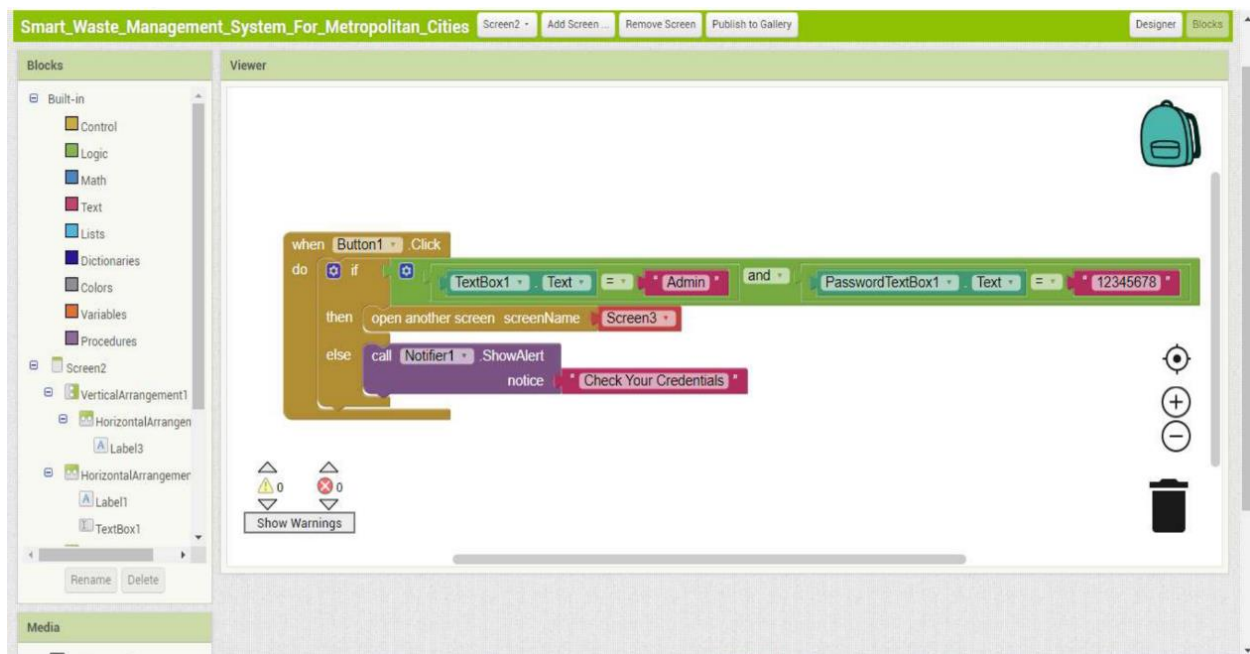 Smart_Waste_Management_System_For_Metropolitan_Cities Screen2 Add Screen ... Remove Screen Publish to Gallery Designer Blocks
Blocks
Viewer
Built-in
Control
Logic
Math
Text
Lists
Dictionaries
Colors
Variables
Procedures
Screen2
VerticalArrangement1
HorizontalArrangen
Label3
HorizontalArrangemer
Label1
TextBox1
Rename Delete
Media
when Button1 .Click
do if TextBox1 . Text = " Admin " and PasswordTextBox1 . Text = " 12345678 "
then open another screen screenName Screen3
else call Notifier1 .ShowAlert
notice " Check Your Credentials "
0 0
Show Warnings